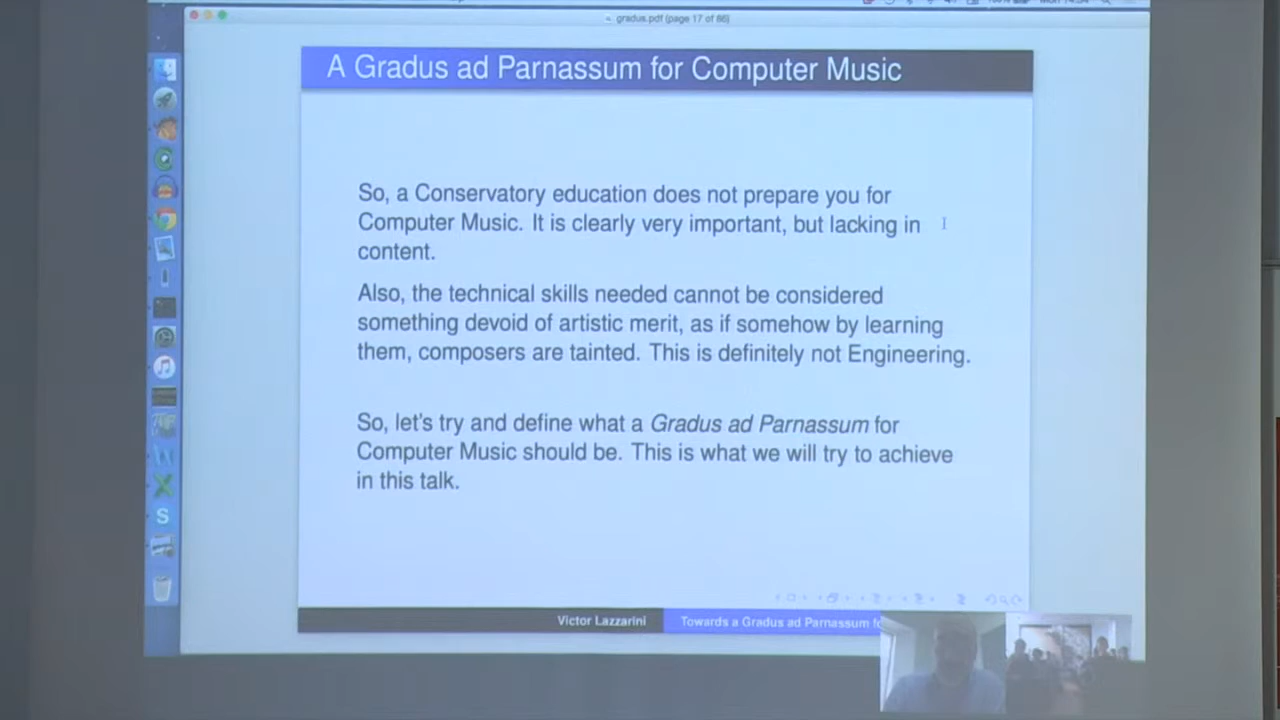 gradus.pdf (page 17 of 86)
A Gradus ad Parnassum for Computer Music
So, a Conservatory education does not prepare you for
Computer Music. It is clearly very important, but lacking in
content.
Also, the technical skills needed cannot be considered
something devoid of artistic merit, as if somehow by learning
them, composers are tainted. This is definitely not Engineering.
So, let's try and define what a Gradus ad Parnassum for
Computer Music should be. This is what we will try to achieve
in this talk.
Victor Lazzarini
Towards a Gradus ad Parnassum